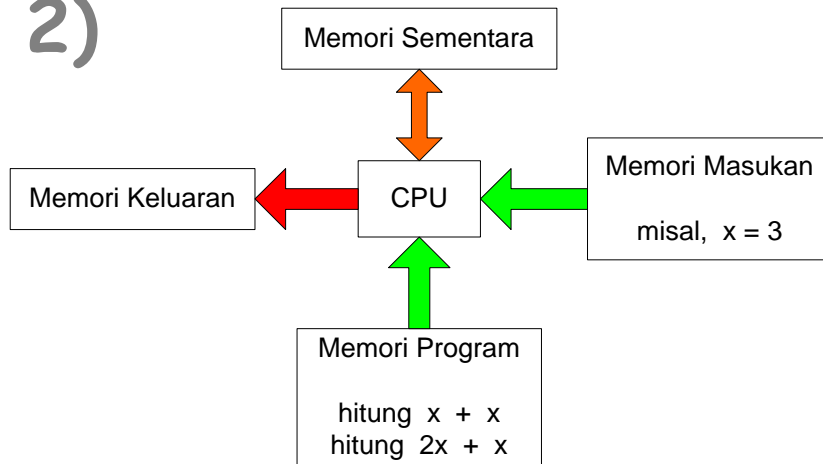 2)
Memori Sementara
Memori Keluaran
CPU
Memori Masukan
misal, x = 3
Memori Program
hitung x + x
hitung 2x + x